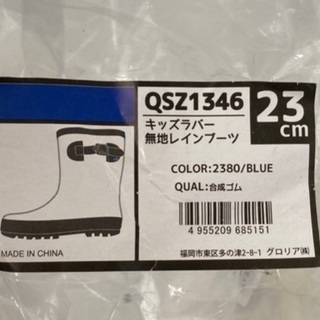 QSZ1346
キッズラバー
無地レインブーツ
23
cm
COLOR:2380/BLUE
QUAL:合成ゴム
4 955209 685151
MADE IN CHINA
福岡市東区多の津2-8-1 グロリア㈱